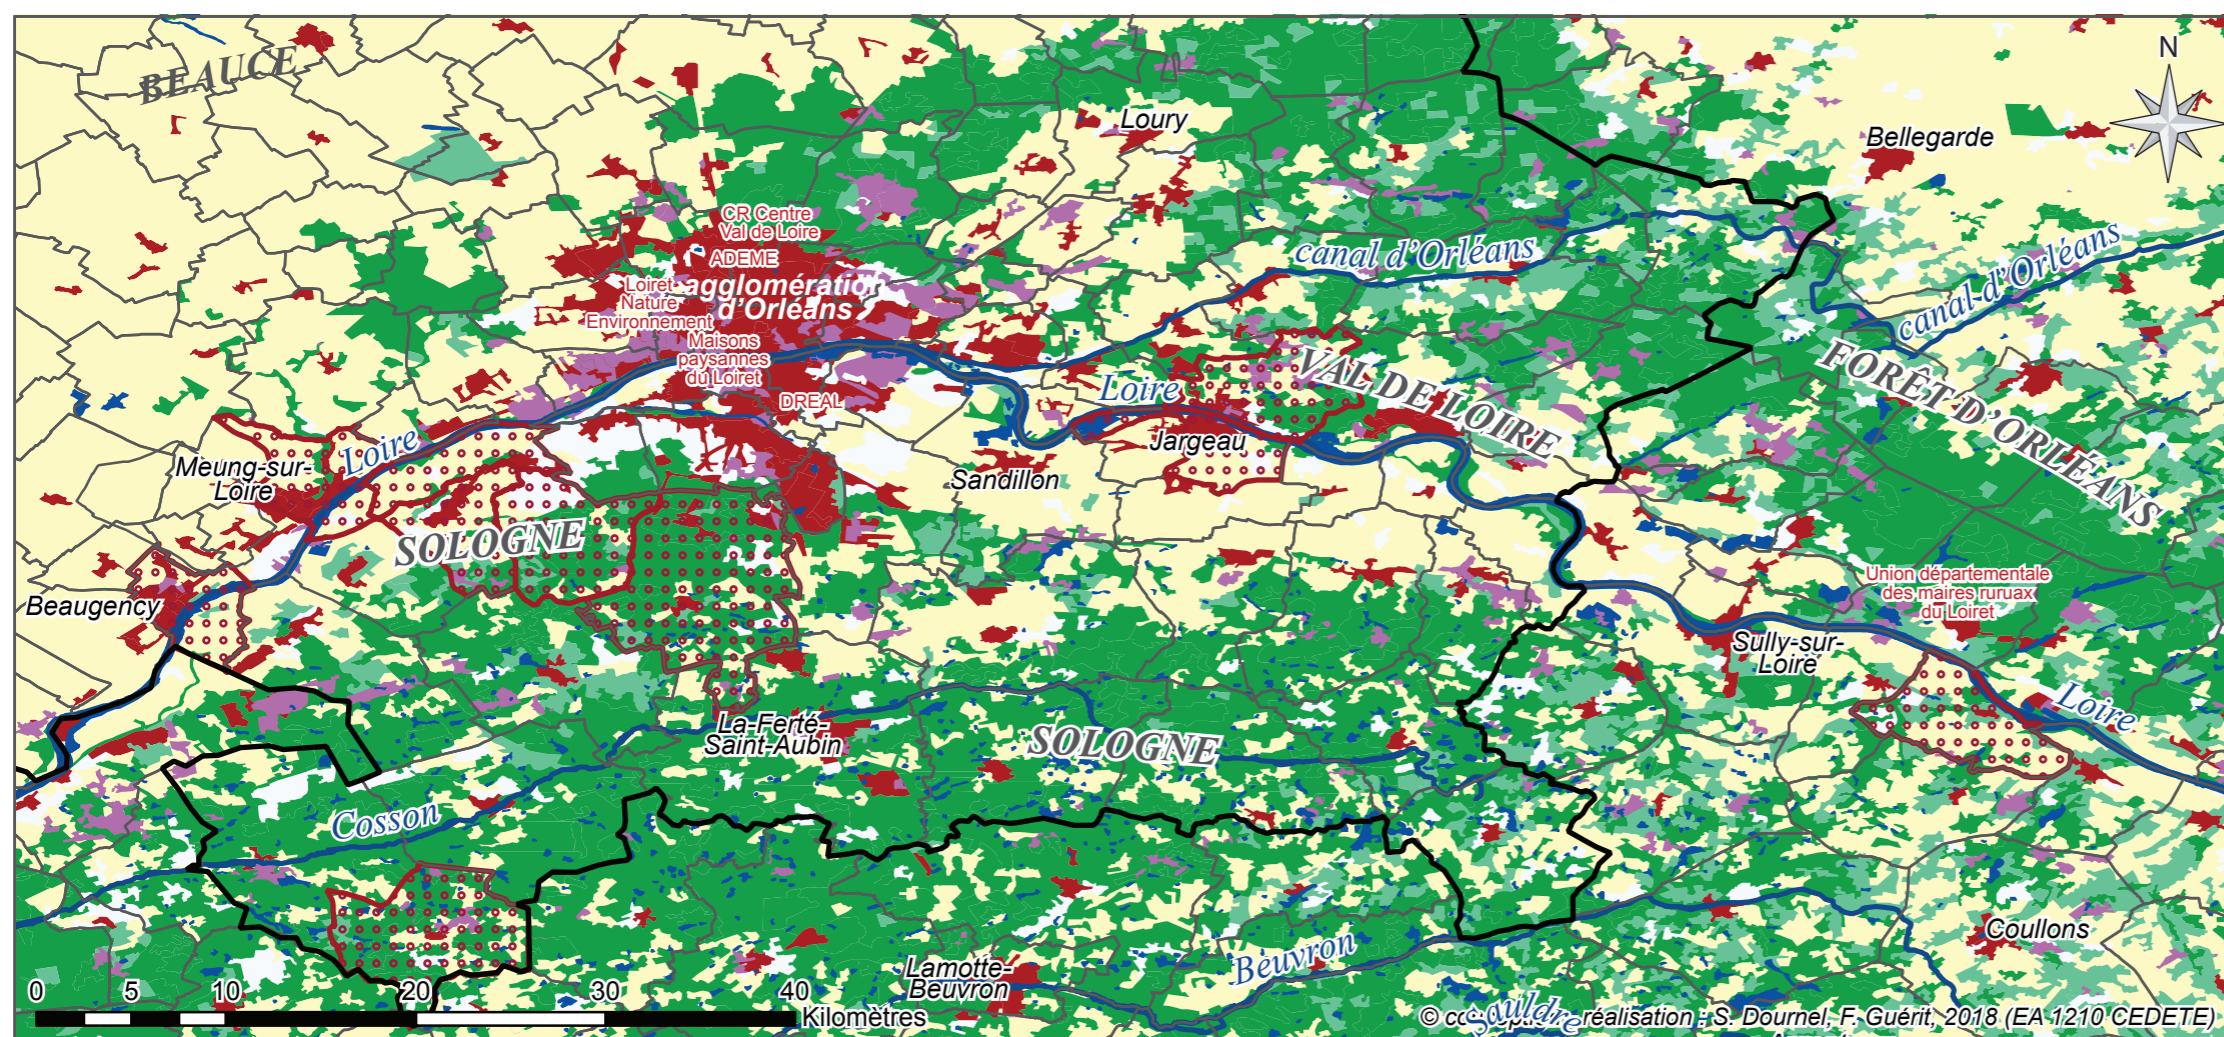 BEAUCE
N
Loury
Bellegarde
CR Centre
Val de Loire
ADEME
canal d'Orléans
canal d'Orléans
Loiret
Nature
Environnement
agglomération
d'Orléans
Maisons
paysannes
du Loiret
DREAL
Loire
VAL DE LOIRE
FORÊT D'ORLÉANS
Jargeau
Loire
Meung-sur-
Loire
Sandillon
SOLOGNE
Beaugency
Union départementale
des maires ruruax
du Loiret
Sully-sur-
Loire
Loire
La-Ferté-
Saint-Aubin
SOLOGNE
Cosson
Coullons
Beuvron
Lamotte-
Beuvron
0 5 10 20 30 40
Kilomètres
Sauldre
réalisation : S. Dournel, F. Guérit, 2018 (EA 1210 CEDETE)